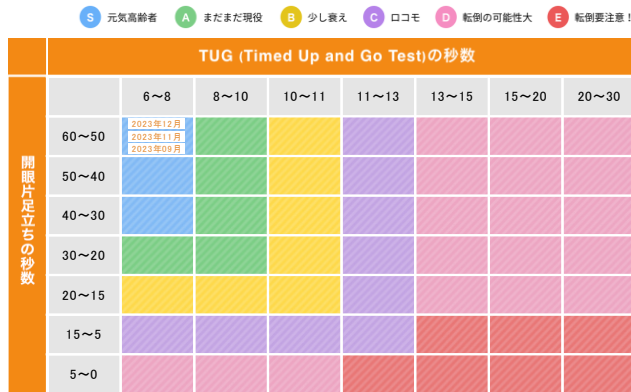 S 元気高齢者 A まだまだ現役 B 少し衰え C ロコモ D 転倒の可能性大 E 転倒要注意！
TUG (Timed Up and Go Test)の秒数
6～8 8～10 10～11 11～13 13～15 15～20 20～30
開眼片足立ちの秒数
60～50
2023年12月
2023年11月
2023年09月
50～40
40～30
30～20
20～15
15～5
5～0